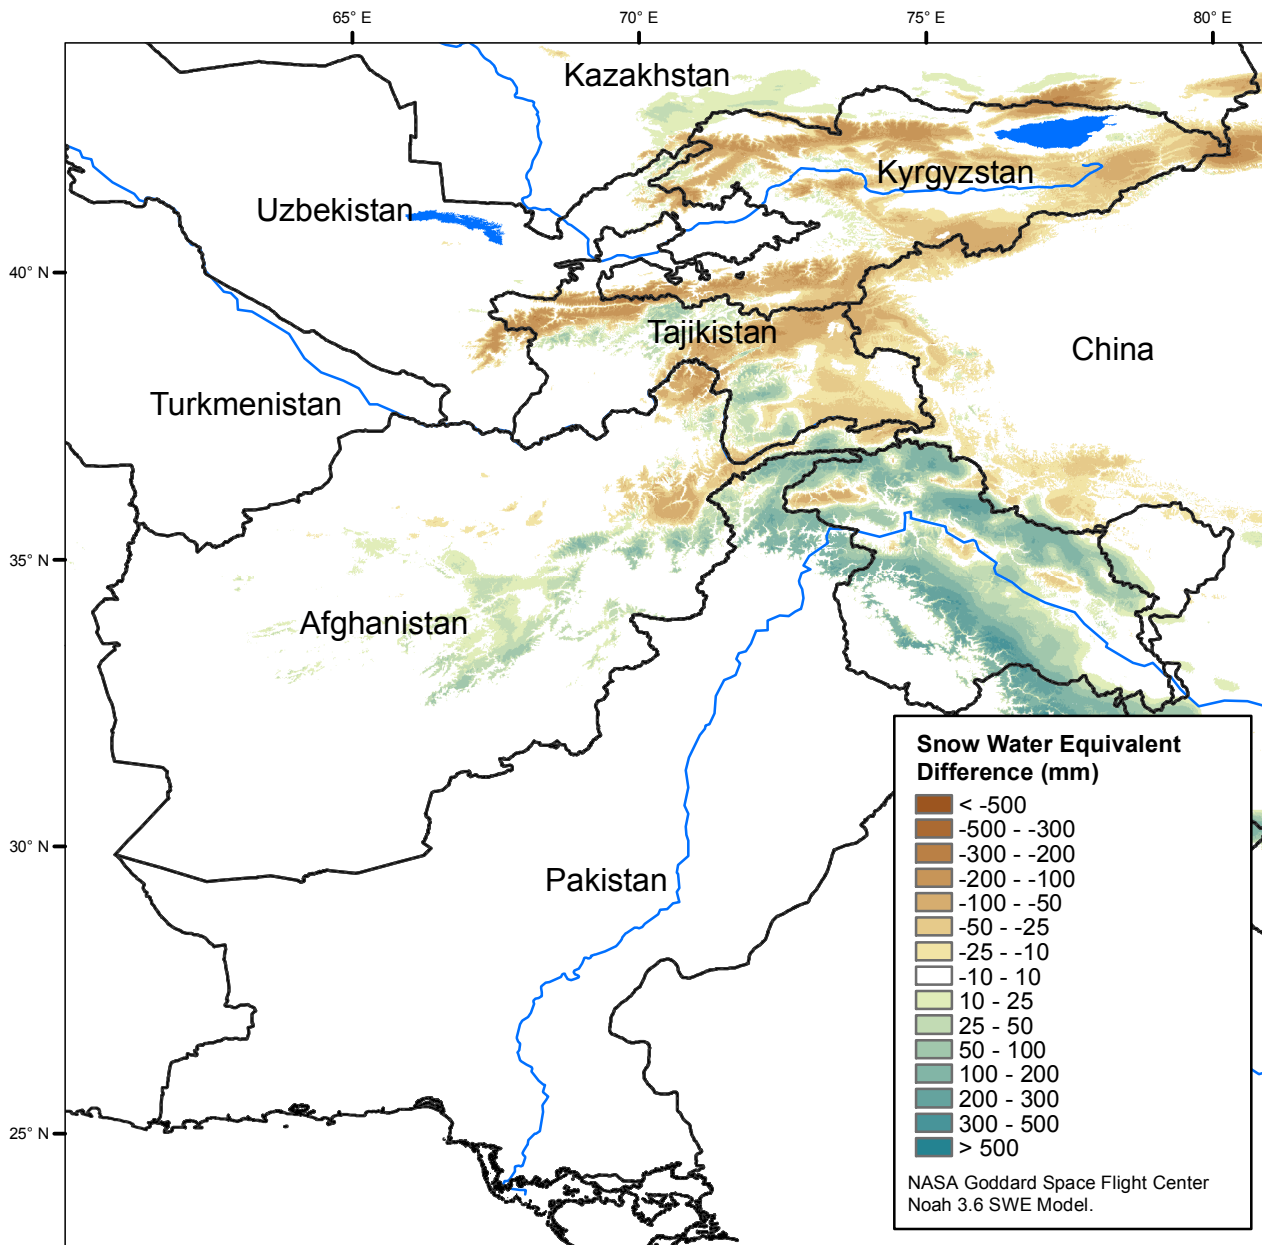 65° E
70° E
75° E
80° E
Kazakhstan
Kyrgyzstan
Uzbekistan
40° N
Tajikistan
China
Turkmenistan
35° N
Afghanistan
Snow Water Equivalent
Difference (mm)
< -500
-500 - -300
-300 - -200
-200 - -100
-100 - -50
-50 - -25
-25 - -10
-10 - 10
10 - 25
25 - 50
50 - 100
100 - 200
200 - 300
300 - 500
> 500
30° N
Pakistan
25° N
NASA Goddard Space Flight Center
Noah 3.6 SWE Model.